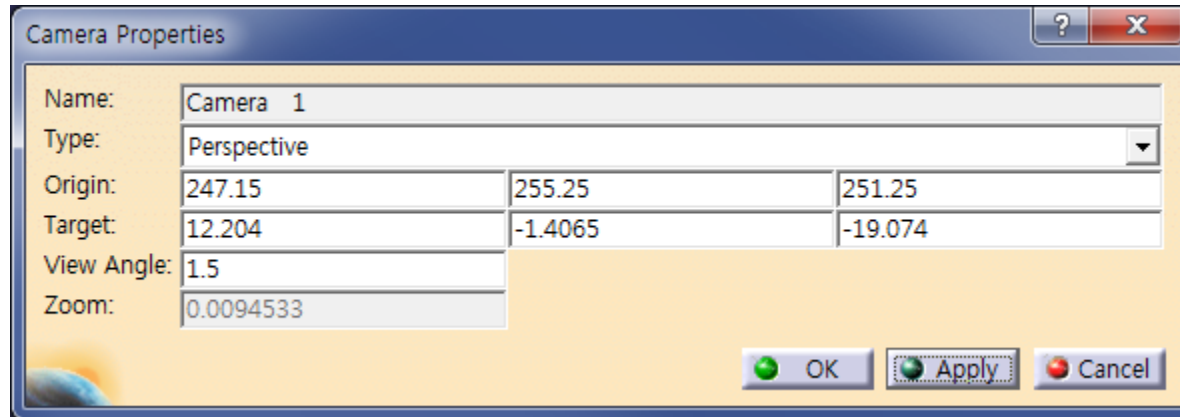 Camera Properties
?
Name: Camera 1
Type: Perspective
Origin: 247.15 255.25 251.25
Target: 12.204 -1.4065 -19.074
View Angle: 1.5
Zoom: 0.0094533
OK Apply Cancel